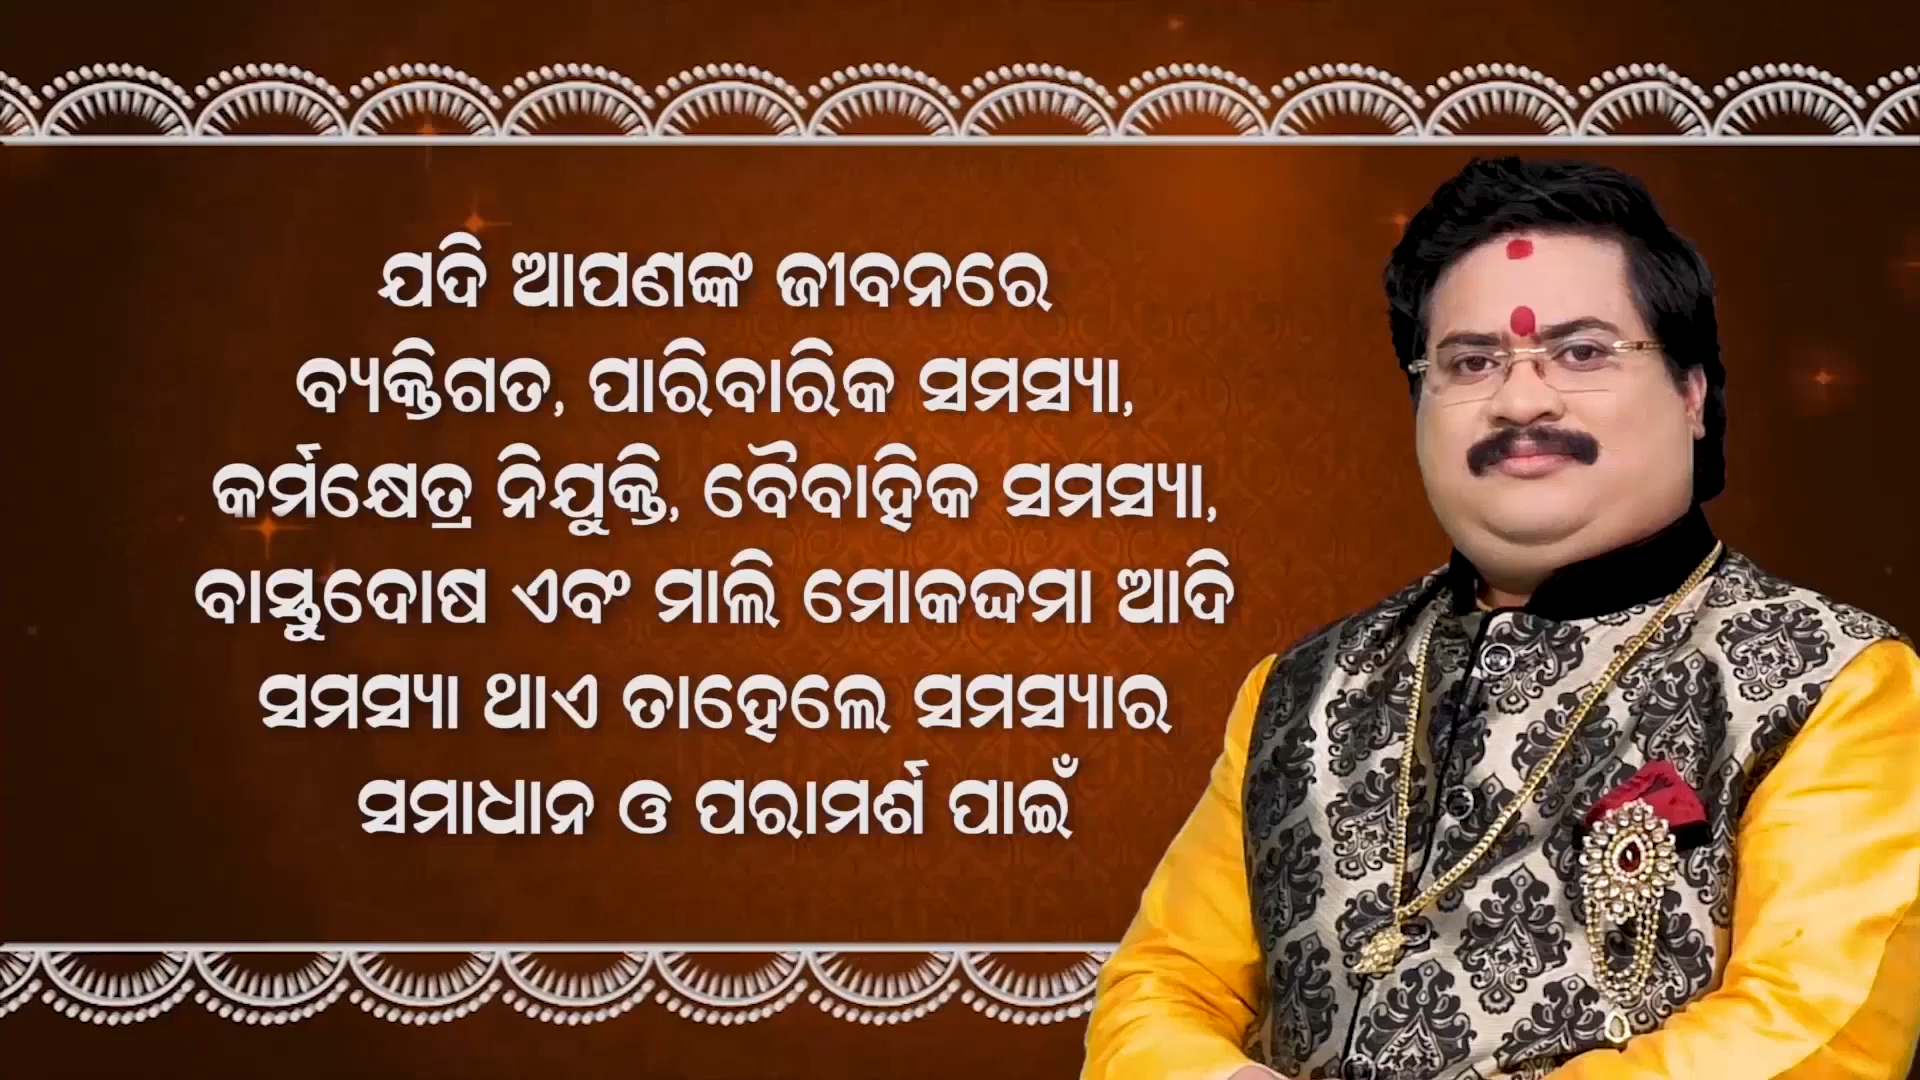 ଯଦି ଆପଣଙ୍କ ଜୀବନରେ
ବ୍ୟକ୍ତିଗତ, ପାରିବାରିକ ସମସ୍ୟା,
କର୍ମକ୍ଷେତ୍ର ନିଯୁକ୍ତି, ବୈବାହିକ ସମସ୍ୟା,
ବାସ୍ତୁଦୋଷ ଏବଂ ମାଲି ମୋକଦ୍ଦମା ଆଦି
ସମସ୍ୟା ଥାଏ ତାହେଲେ ସମସ୍ୟାର
ସମାଧାନ ଓ ପରାମର୍ଶ ପାଇଁ